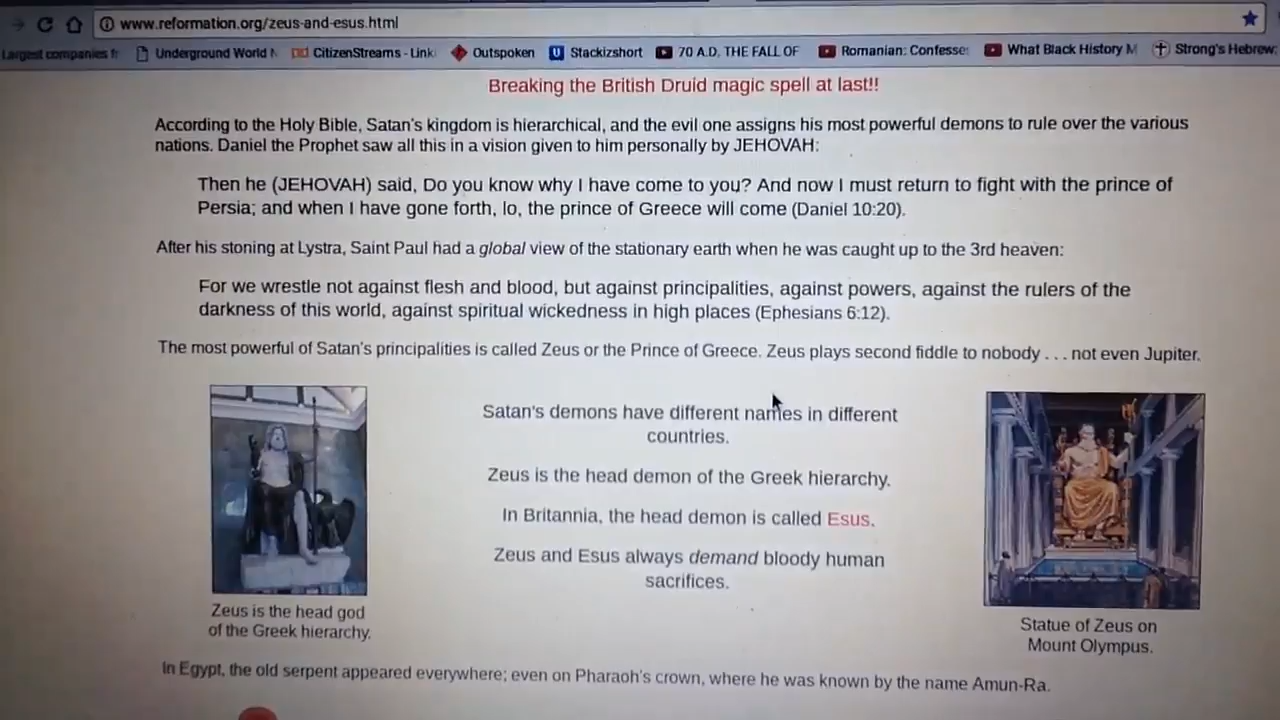 www.reformation.org/zeus-and-esus.html
Largest companies fr Underground World N CitizenStreams - Link Outspoken Stackizshort 70 A.D. THE FALL OF Romanian: Confesse: What Black History M Strong's Hebrew:
Breaking the British Druid magic spell at last!!
According to the Holy Bible, Satan's kingdom is hierarchical, and the evil one assigns his most powerful demons to rule over the various
nations. Daniel the Prophet saw all this in a vision given to him personally by JEHOVAH:
Then he (JEHOVAH) said, Do you know why I have come to you? And now I must return to fight with the prince of
Persia; and when I have gone forth, lo, the prince of Greece will come (Daniel 10:20).
After his stoning at Lystra, Saint Paul had a global view of the stationary earth when he was caught up to the 3rd heaven:
For we wrestle not against flesh and blood, but against principalities, against powers, against the rulers of the
darkness of this world, against spiritual wickedness in high places (Ephesians 6:12).
The most powerful of Satan's principalities is called Zeus or the Prince of Greece. Zeus plays second fiddle to nobody . . . not even Jupiter.
Satan's demons have different names in different
countries.
Zeus is the head demon of the Greek hierarchy.
In Britannia, the head demon is called Esus.
Zeus and Esus always demand bloody human
sacrifices.
Zeus is the head god
of the Greek hierarchy.
Statue of Zeus on
Mount Olympus.
In Egypt, the old serpent appeared everywhere; even on Pharaoh's crown, where he was known by the name Amun-Ra.